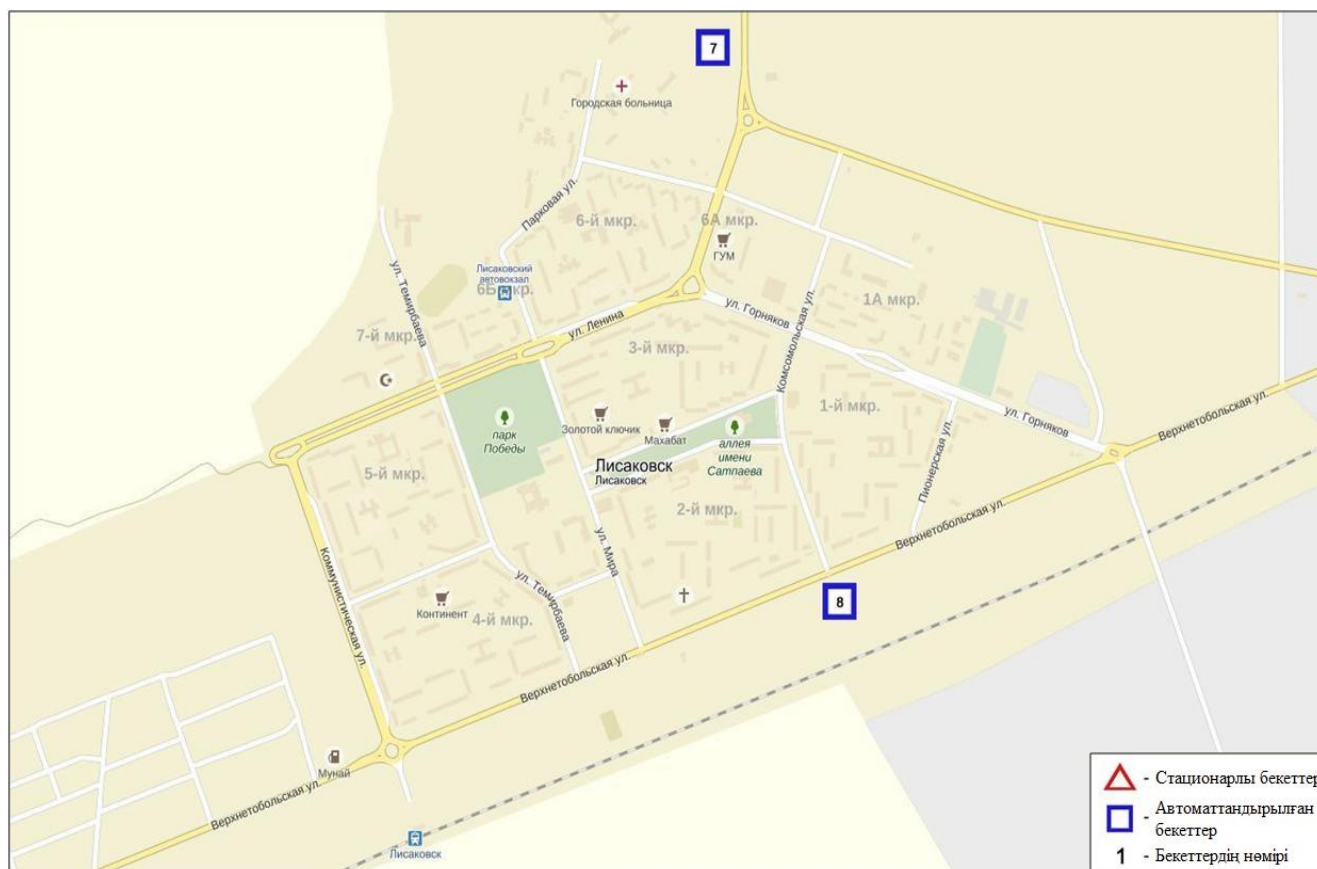 7
Городская больница
Парковая ул.
6-й мкр.
6А мкр.
ГУМ
Лисаковский
автовокзал
6Б мкр.
ул. Темирбаева
7-й мкр.
ул. Ленина
ул. Горняков
Комсомольская ул.
1А мкр.
3-й мкр.
1-й мкр.
ул. Горняков
Верхнетобольская ул.
парк
Победы
Золотой ключик
Махабат
аллея
имени
Сатпаева
Лисаковск
Лисаковск
5-й мкр.
2-й мкр.
Пионерская ул.
Верхнетобольская ул.
ул. Мира
Коммунистическая ул.
ул. Темирбаева
Континент
4-й мкр.
8
Верхнетобольская ул.
Мунай
Верхнетобольская ул.
Лисаковск
- Стационарлы бекеттер
- Автоматтандырылған
бекеттер
1 - Бекеттердің нөмірі